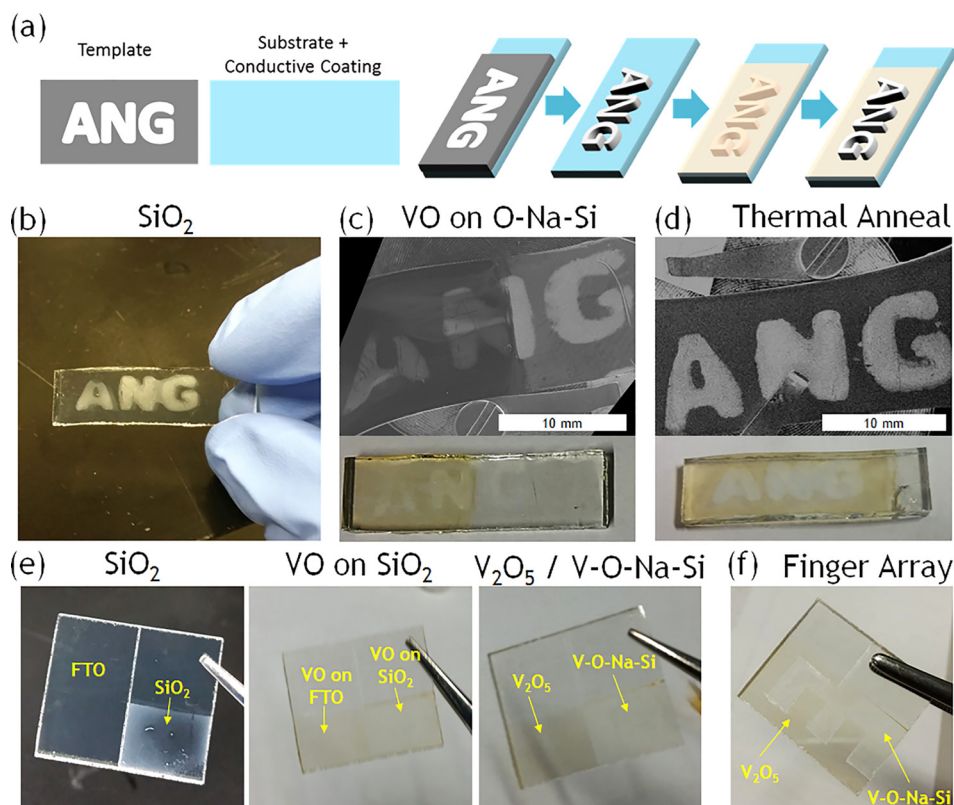 (a)
Template
Substrate +
Conductive Coating
ANG
ANG
ANG
ANG
ANG
(b) SiO₂
(c) VO on O-Na-Si
(d) Thermal Anneal
ANG
ANG
ANG
10 mm
10 mm
ANG
ANG
(e) SiO₂
VO on SiO₂
V₂O₅ / V-O-Na-Si
(f) Finger Array
FTO
SiO₂
VO on
FTO
VO on
SiO₂
V₂O₅
V-O-Na-Si
V₂O₅
V-O-Na-Si